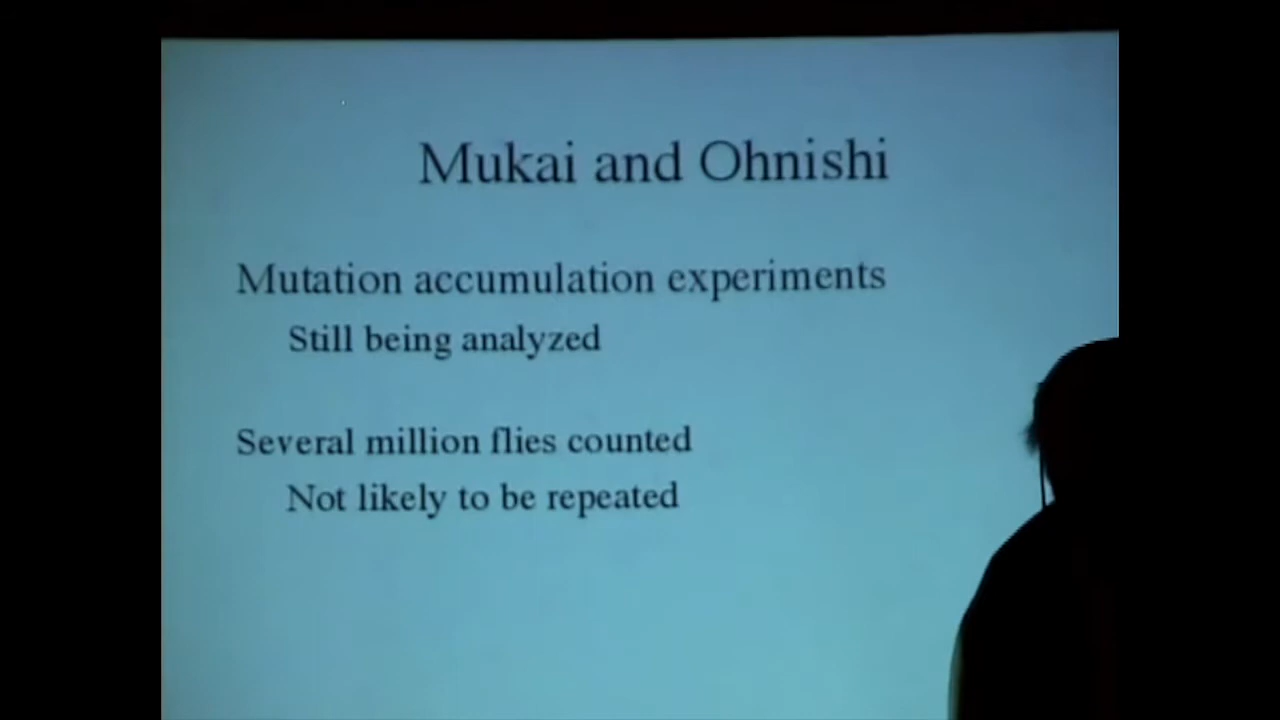 Mukai and Ohnishi
Mutation accumulation experiments
Still being analyzed
Several million flies counted
Not likely to be repeated